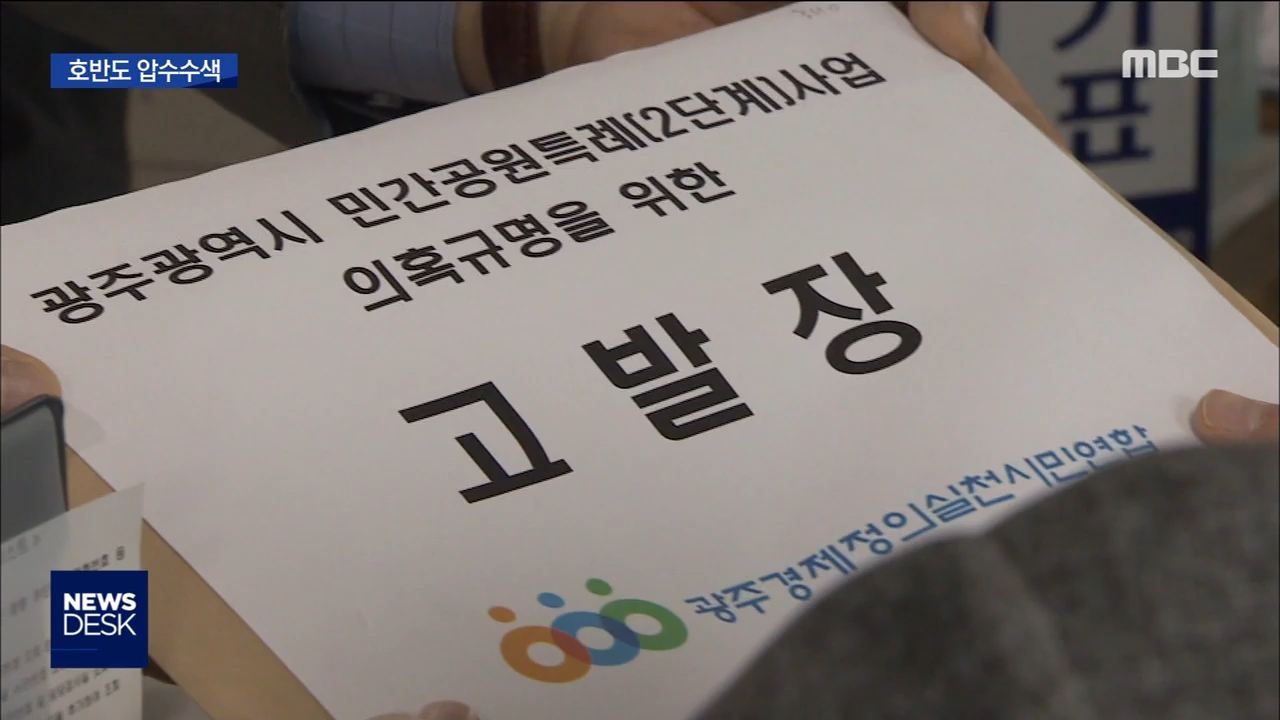 호반도 압수수색
MBC
광주광역시 민간공원특례(2단계)사업
의혹규명을 위한
고발장
광주경제정의실천시민연합
표
NEWS
DESK